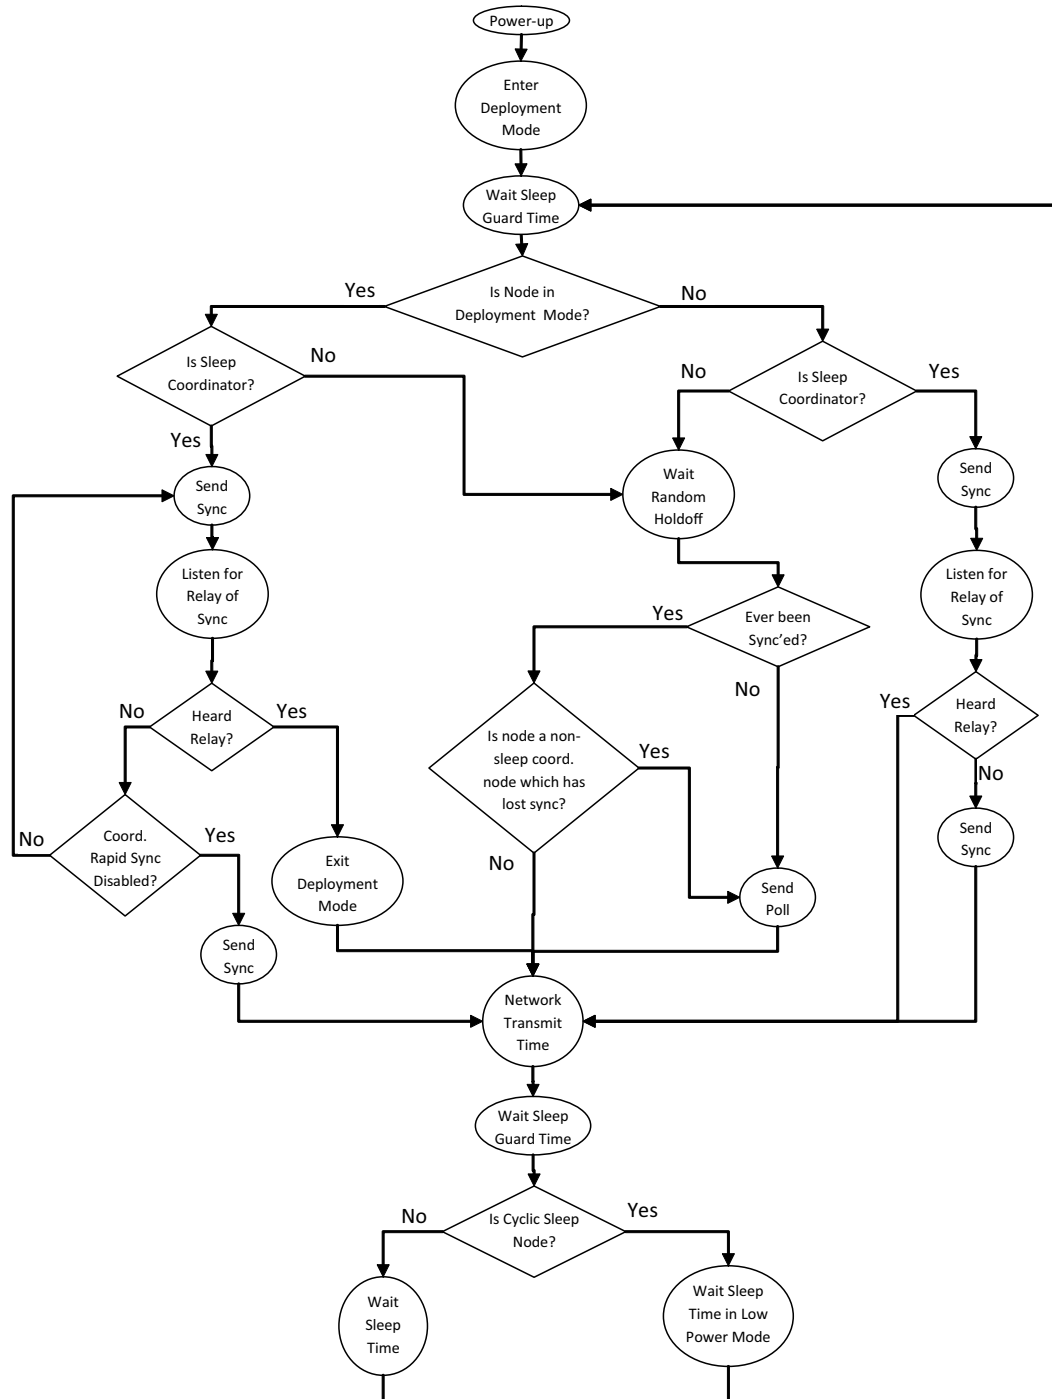 Power-up
Enter
Deployment
Mode
Wait Sleep
Guard Time
Yes
Is Node in
Deployment Mode?
No
Is Sleep
Coordinator?
No
Yes
No
Is Sleep
Coordinator?
Yes
Send
Sync
Wait
Random
Holdoff
Send
Sync
Listen for
Relay of
Sync
Yes
Ever been
Sync'ed?
No
Listen for
Relay of
Sync
No
Heard
Relay?
Yes
Is node a non-
sleep coord.
node which has
lost sync?
Yes
No
Yes
Heard
Relay?
No
No
Coord.
Rapid Sync
Disabled?
Yes
Exit
Deployment
Mode
Send
Poll
Send
Sync
Send
Sync
Network
Transmit
Time
Wait Sleep
Guard Time
No
Is Cyclic Sleep
Node?
Yes
Wait
Sleep
Time
Wait Sleep
Time in Low
Power Mode